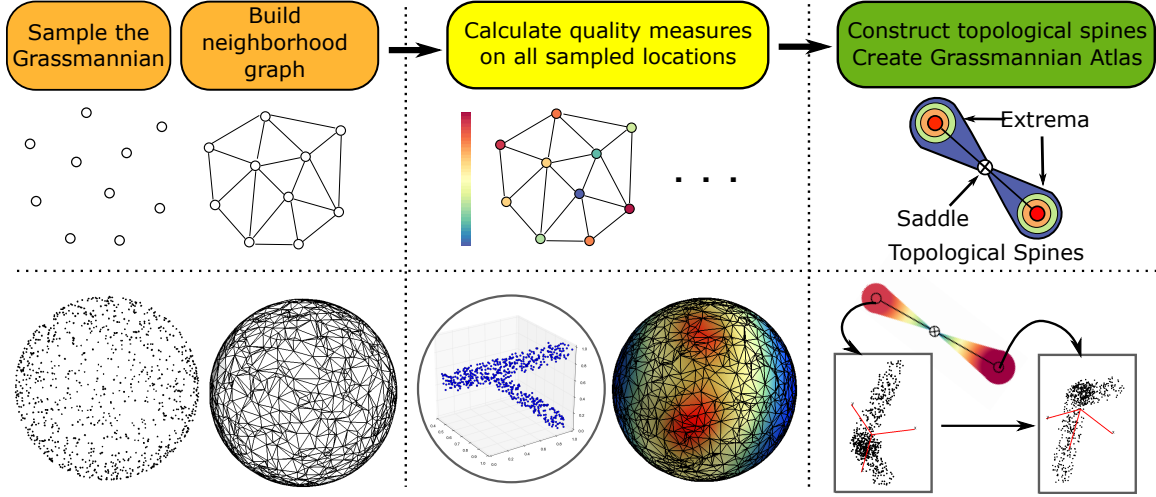 Sample the
Grassmannian
Build
neighborhood
graph
Calculate quality measures
on all sampled locations
Construct topological spines
Create Grassmannian Atlas
. . .
Extrema
Saddle
Topological Spines